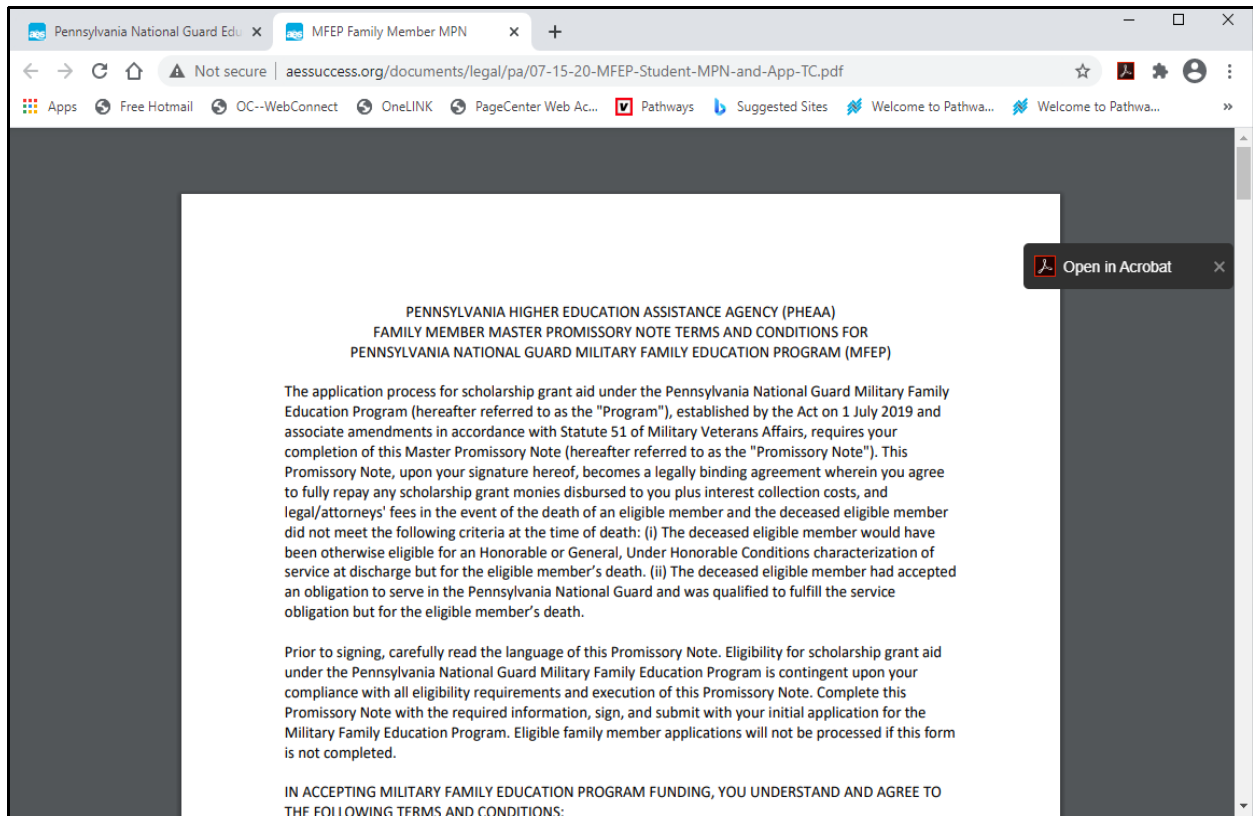 Pennsylvania National Guard Edu
MFEP Family Member MPN
Not secure | aessuccess.org/documents/legal/pa/07-15-20-MFEP-Student-MPN-and-App-TC.pdf
Apps Free Hotmail OC--WebConnect OneLINK PageCenter Web Ac... Pathways Suggested Sites Welcome to Pathwa... Welcome to Pathwa... »
Open in Acrobat
PENNSYLVANIA HIGHER EDUCATION ASSISTANCE AGENCY (PHEAA)
FAMILY MEMBER MASTER PROMISSORY NOTE TERMS AND CONDITIONS FOR
PENNSYLVANIA NATIONAL GUARD MILITARY FAMILY EDUCATION PROGRAM (MFEP)
The application process for scholarship grant aid under the Pennsylvania National Guard Military Family
Education Program (hereafter referred to as the "Program"), established by the Act on 1 July 2019 and
associate amendments in accordance with Statute 51 of Military Veterans Affairs, requires your
completion of this Master Promissory Note (hereafter referred to as the "Promissory Note"). This
Promissory Note, upon your signature hereof, becomes a legally binding agreement wherein you agree
to fully repay any scholarship grant monies disbursed to you plus interest collection costs, and
legal/attorneys' fees in the event of the death of an eligible member and the deceased eligible member
did not meet the following criteria at the time of death: (i) The deceased eligible member would have
been otherwise eligible for an Honorable or General, Under Honorable Conditions characterization of
service at discharge but for the eligible member's death. (ii) The deceased eligible member had accepted
an obligation to serve in the Pennsylvania National Guard and was qualified to fulfill the service
obligation but for the eligible member's death.
Prior to signing, carefully read the language of this Promissory Note. Eligibility for scholarship grant aid
under the Pennsylvania National Guard Military Family Education Program is contingent upon your
compliance with all eligibility requirements and execution of this Promissory Note. Complete this
Promissory Note with the required information, sign, and submit with your initial application for the
Military Family Education Program. Eligible family member applications will not be processed if this form
is not completed.
IN ACCEPTING MILITARY FAMILY EDUCATION PROGRAM FUNDING, YOU UNDERSTAND AND AGREE TO
THE FOLLOWING TERMS AND CONDITIONS: